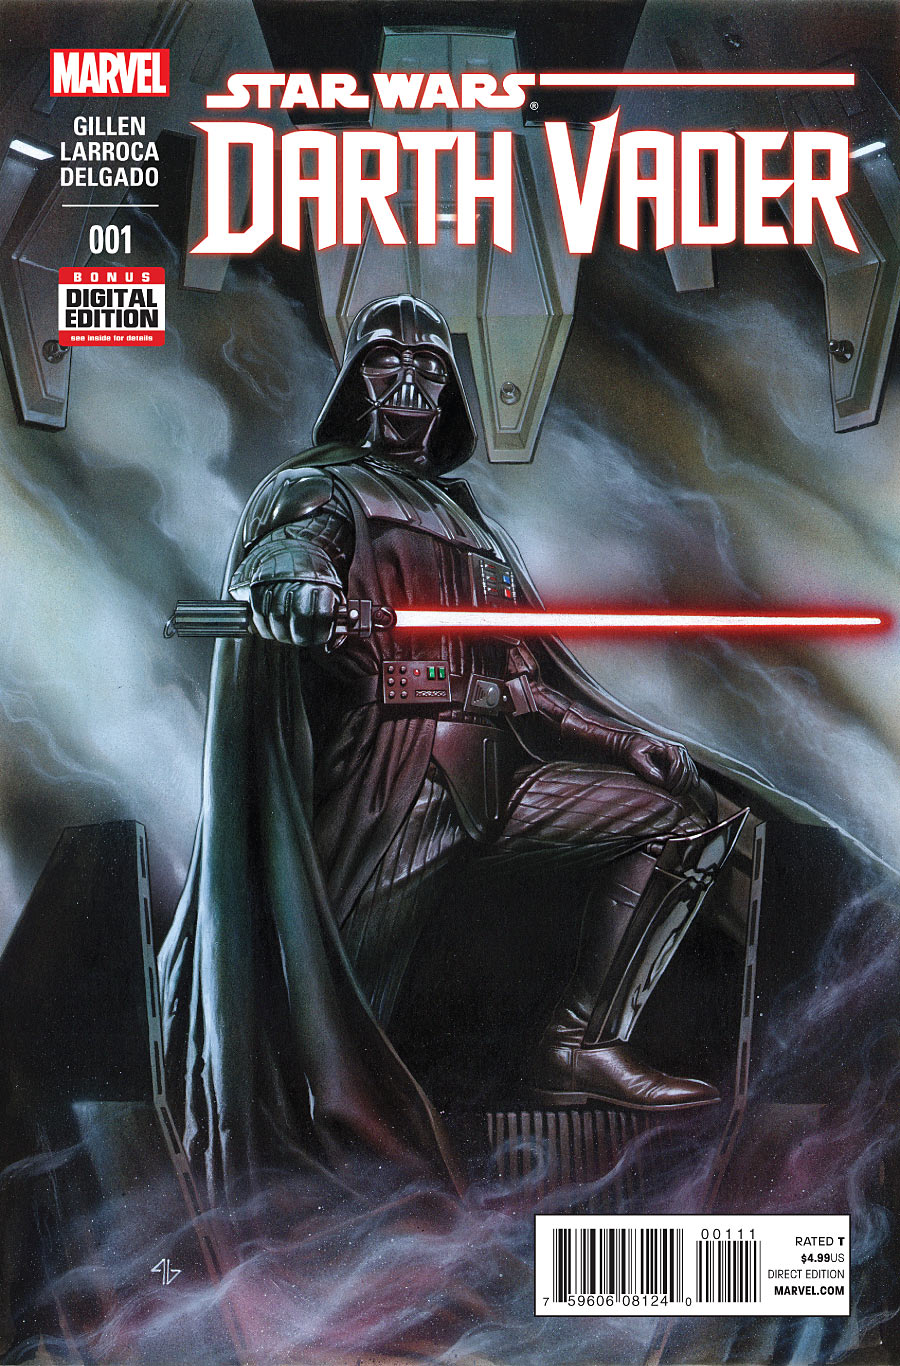 MARVEL
GILLEN
LARROCA
DELGADO
001
BONUS
DIGITAL
EDITION
see inside for details
STAR WARS®
DARTH VADER
00111
7 59606 08124 0
RATED T
$4.99US
DIRECT EDITION
MARVEL.COM